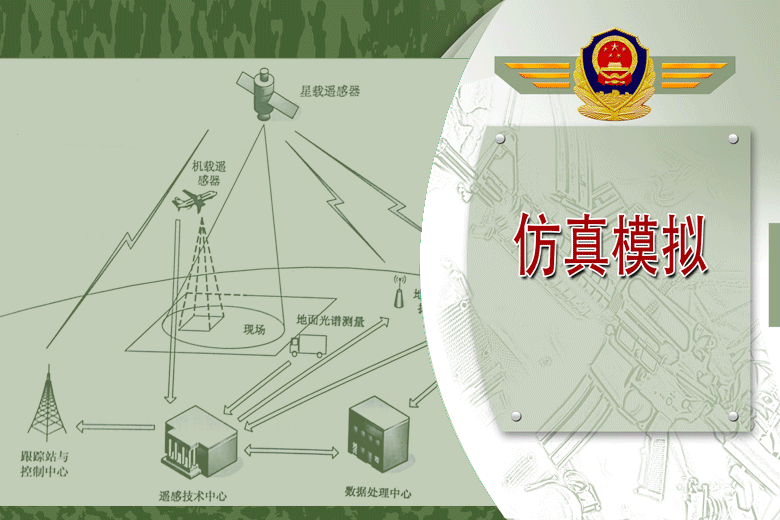 星载遥感器
机载遥
感器
仿真模拟
地
现场
地面光谱测量
跟踪站与
控制中心
遥感技术中心
数据处理中心